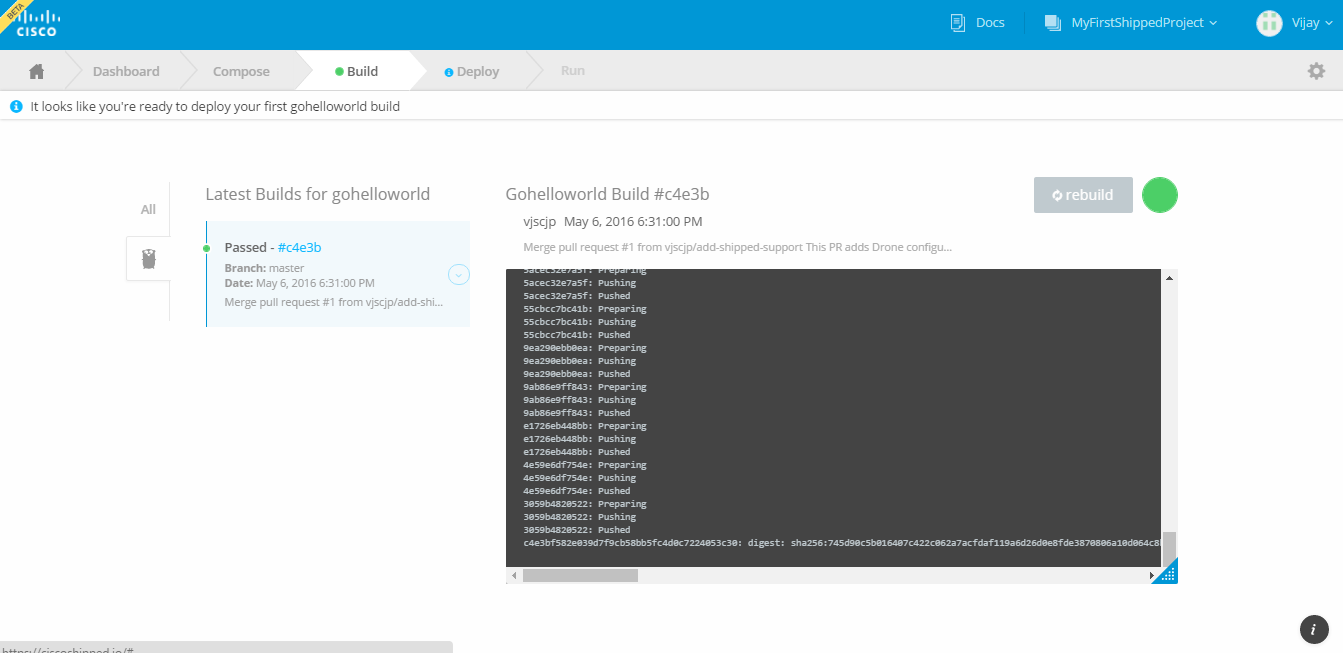 BETA
CISCO
Docs
MyFirstShippedProject
Vijay
Dashboard
Compose
Build
Deploy
Run
It looks like you're ready to deploy your first gohelloworld build
All
Latest Builds for gohelloworld
Passed - #c4e3b
Branch: master
Date: May 6, 2016 6:31:00 PM
Merge pull request #1 from vjscjp/add-shi...
Gohelloworld Build #c4e3b
rebuild
vjscjp May 6, 2016 6:31:00 PM
Merge pull request #1 from vjscjp/add-shipped-support This PR adds Drone configu...
5acec32e7a5f: Preparing
5acec32e7a5f: Pushing
5acec32e7a5f: Pushed
55cbcc7bc41b: Preparing
55cbcc7bc41b: Pushing
55cbcc7bc41b: Pushed
9ea290ebb0ea: Preparing
9ea290ebb0ea: Pushing
9ea290ebb0ea: Pushed
9ab86e9ff843: Preparing
9ab86e9ff843: Pushing
9ab86e9ff843: Pushed
e1726eb448bb: Preparing
e1726eb448bb: Pushing
e1726eb448bb: Pushed
4e59e6df754e: Preparing
4e59e6df754e: Pushing
4e59e6df754e: Pushed
3059b4820522: Preparing
3059b4820522: Pushing
3059b4820522: Pushed
c4e3bf582e039d7f9cb58bb5fc4d0c7224053c30: digest: sha256:745d90c5b016407c422c062a7acfdaf119a6d26d0e8fde3870806a10d064c8
https://ciscoshipped.io/#